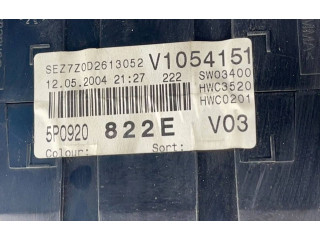 SEZ7Z0D2613052 V1054151
12.05.2004 21:27 222 SW03400
HWC3520
HWC0201
5P0920 822E V03
Colour: Sort: